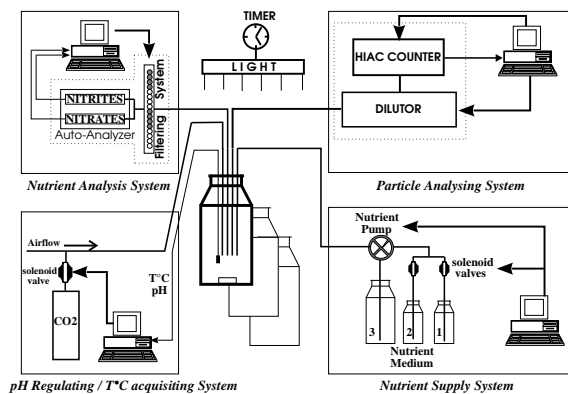 TIMER
LIGHT
System
Filtering
NITRITES
NITRATES
Auto-Analyzer
Nutrient Analysis System
HIAC COUNTER
DILUTOR
Particle Analysing System
Airflow
solenoid
valve
CO2
T°C
pH
pH Regulating / T°C acquisiting System
Nutrient
Pump
solenoid
valves
3
2
1
Nutrient
Medium
Nutrient Supply System